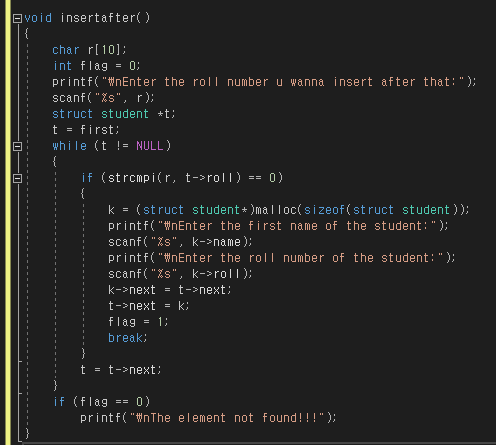 void insertafter()
{
char r[10];
int flag = 0;
printf("₩nEnter the roll number u wanna insert after that:");
scanf("%s", r);
struct student *t;
t = first;
while (t != NULL)
{
if (strcmpi(r, t->roll) == 0)
{
k = (struct student*)malloc(sizeof(struct student));
printf("₩nEnter the first name of the student:");
scanf("%s", k->name);
printf("₩nEnter the roll number of the student:");
scanf("%s", k->roll);
k->next = t->next;
t->next = k;
flag = 1;
break;
}
t = t->next;
}
if (flag == 0)
printf("₩nThe element not found!!!");
}